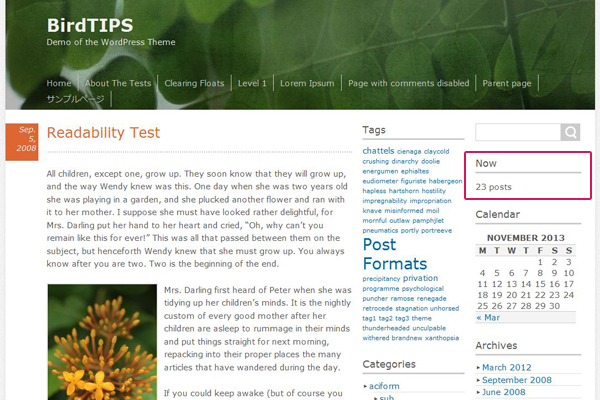 BirdTIPS
Demo of the WordPress Theme
Home
About The Tests
Clearing Floats
Level 1
Lorem Ipsum
Page with comments disabled
Parent page
サンプルページ
Sep.
5,
2008
Readability Test
All children, except one, grow up. They soon know that they will grow up,
and the way Wendy knew was this. One day when she was two years old
she was playing in a garden, and she plucked another flower and ran with
it to her mother. I suppose she must have looked rather delightful, for
Mrs. Darling put her hand to her heart and cried, “Oh, why can’t you
remain like this for ever!” This was all that passed between them on the
subject, but henceforth Wendy knew that she must grow up. You always
know after you are two. Two is the beginning of the end.
Mrs. Darling first heard of Peter when she was
tidying up her children’s minds. It is the nightly
custom of every good mother after her
children are asleep to rummage in their minds
and put things straight for next morning,
repacking into their proper places the many
articles that have wandered during the day.
If you could keep awake (but of course you
Tags
chattels cienaga claycold
crushing dinarchy doolie
energumen ephialtes
eudiometer figuriste habergeon
hapless hartshorn hostility
impregnability impropriation
knave misinformed moil
mornful outlaw pamphjlet
pneumatics portly portreeve
Post
Formats
precipitancy privation
programme psychological
puncher ramose renegade
retrocede stagnation unhorsed
tag1 tag2 tag3 theme
thunderheaded unculpable
withered brandnew xanthopsia
Categories
aciform
sub
Now
23 posts
Calendar
NOVEMBER 2013
M T W T F S S
1 2 3
4 5 6 7 8 9 10
11 12 13 14 15 16 17
18 19 20 21 22 23 24
25 26 27 28 29 30
« Mar
Archives
March 2012
September 2008
June 2008